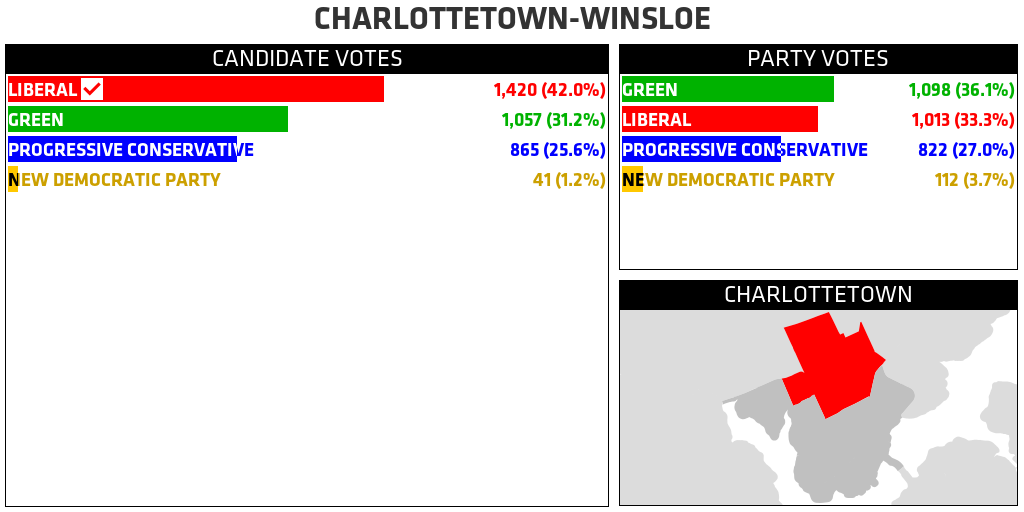 CHARLOTTETOWN-WINSLOE
CANDIDATE VOTES
LIBERAL 1,420 (42.0%)
GREEN 1,057 (31.2%)
PROGRESSIVE CONSERVATIVE 865 (25.6%)
NEW DEMOCRATIC PARTY 41 (1.2%)
PARTY VOTES
GREEN 1,098 (36.1%)
LIBERAL 1,013 (33.3%)
PROGRESSIVE CONSERVATIVE 822 (27.0%)
NEW DEMOCRATIC PARTY 112 (3.7%)
CHARLOTTETOWN